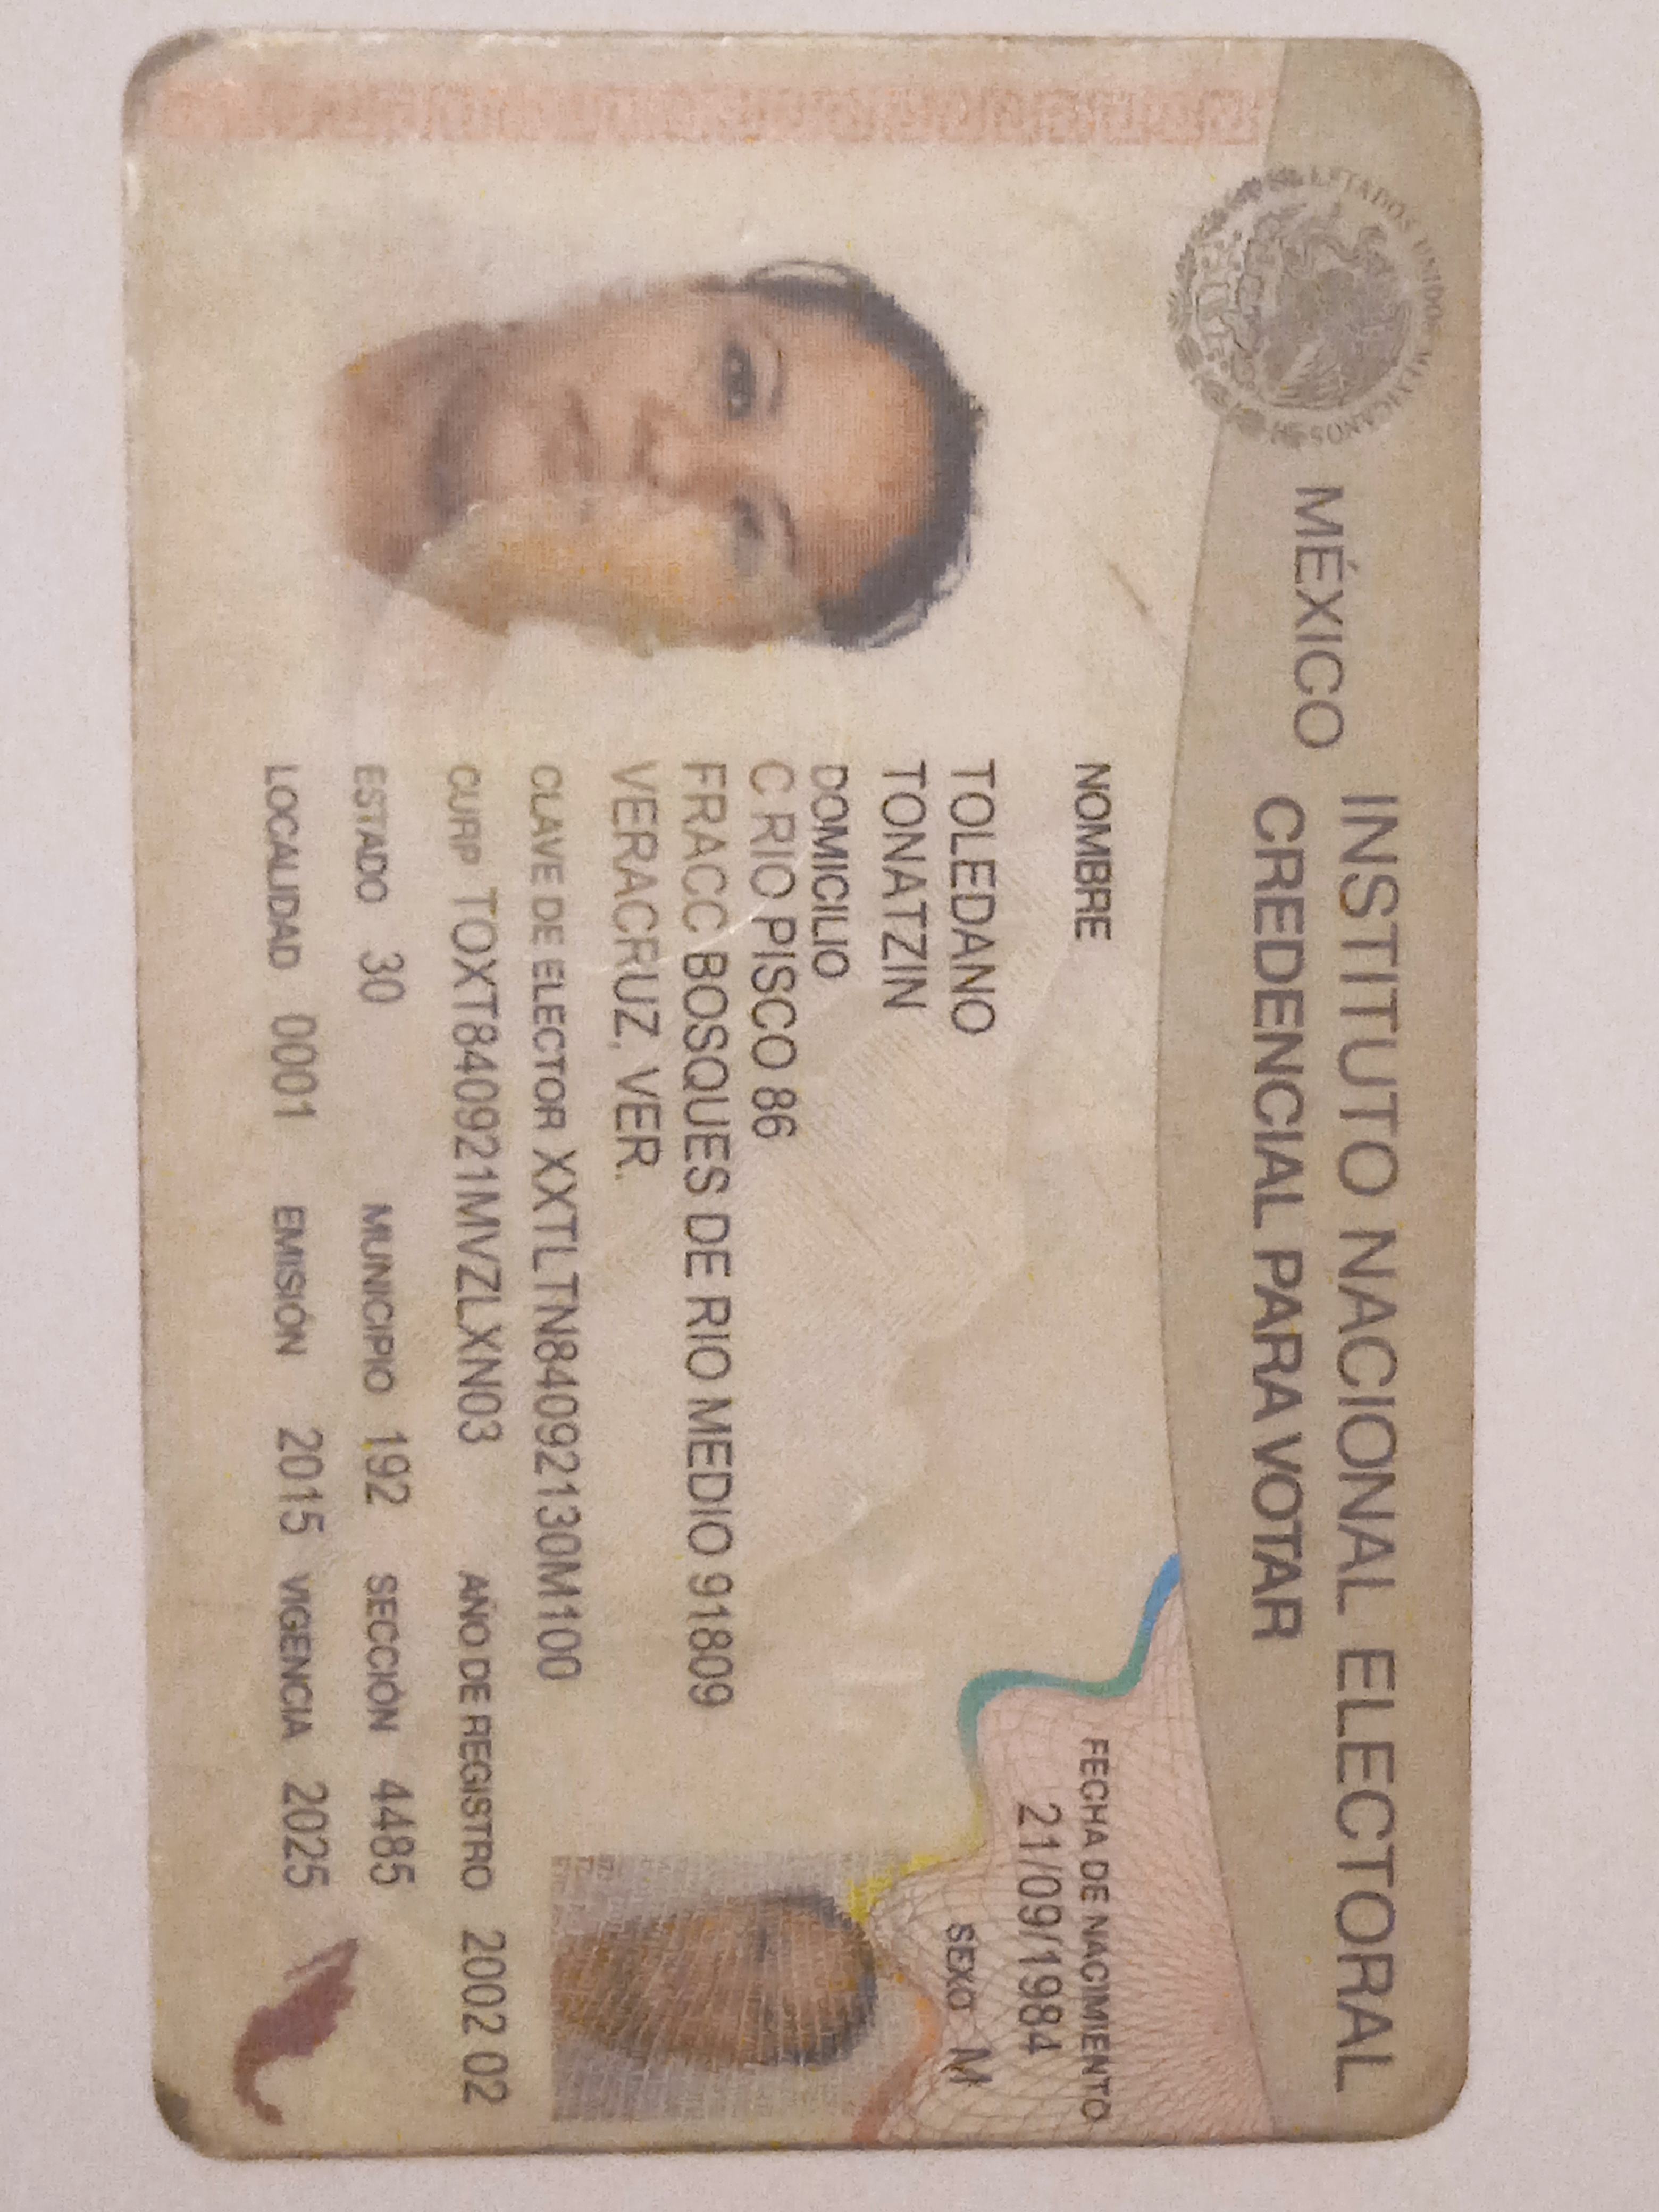 ESTADOS UNIDOS MEXICANOS
MÉXICO INSTITUTO NACIONAL ELECTORAL
CREDENCIAL PARA VOTAR
NOMBRE
TOLEDANO
TONATZIN
FECHA DE NACIMIENTO
21/09/1984
SEXO M
DOMICILIO
C RIO PISCO 86
FRACC BOSQUES DE RIO MEDIO 91809
VERACRUZ, VER.
CLAVE DE ELECTOR XXTLTN84092130M100
CURP TOXT840921MVZLXN03 AÑO DE REGISTRO 2002 02
ESTADO 30 MUNICIPIO 192 SECCIÓN 4485
LOCALIDAD 0001 EMISIÓN 2015 VIGENCIA 2025